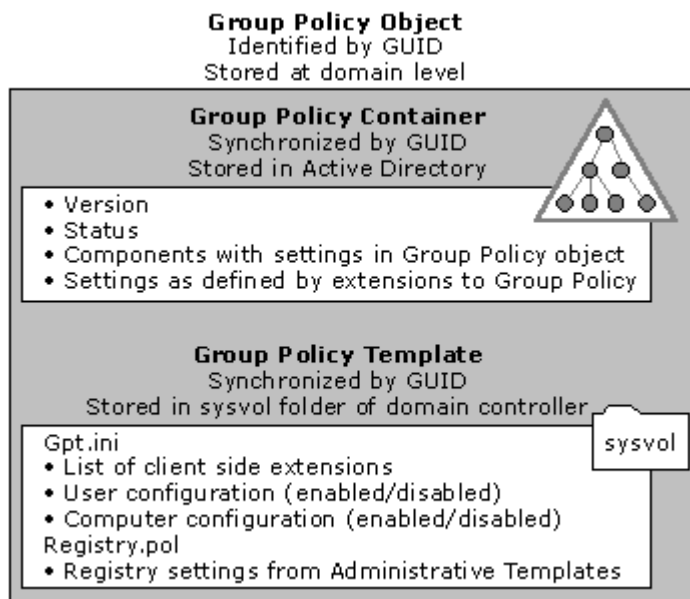 Group Policy Object
Identified by GUID
Stored at domain level
Group Policy Container
Synchronized by GUID
Stored in Active Directory
• Version
• Status
• Components with settings in Group Policy object
• Settings as defined by extensions to Group Policy
Group Policy Template
Synchronized by GUID
Stored in sysvol folder of domain controller
sysvol
Gpt.ini
• List of client side extensions
• User configuration (enabled/disabled)
• Computer configuration (enabled/disabled)
Registry.pol
• Registry settings from Administrative Templates